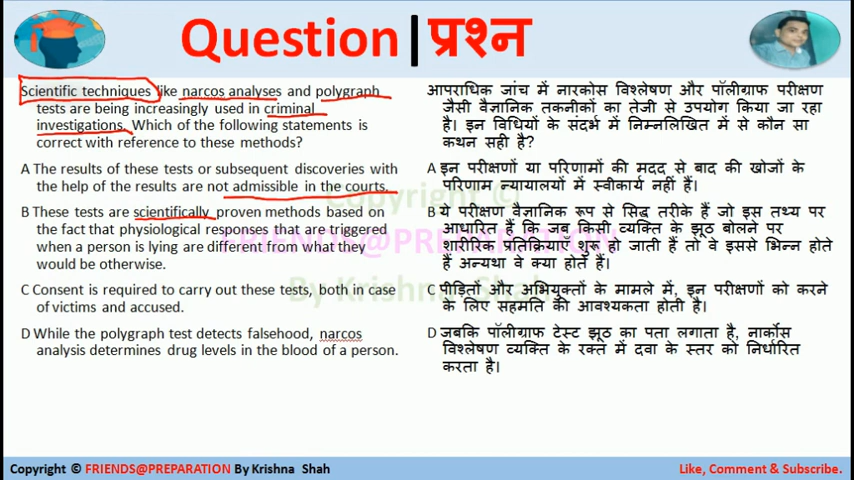 Question|प्रश्न
Scientific techniques like narcos analyses and polygraph
tests are being increasingly used in criminal
investigations. Which of the following statements is
correct with reference to these methods?
A The results of these tests or subsequent discoveries with
the help of the results are not admissible in the courts.
B These tests are scientifically proven methods based on
the fact that physiological responses that are triggered
when a person is lying are different from what they
would be otherwise.
C Consent is required to carry out these tests, both in case
of victims and accused.
D While the polygraph test detects falsehood, narcos
analysis determines drug levels in the blood of a person.
आपराधिक जांच में नारकोस विश्लेषण और पॉलीग्राफ परीक्षण
जैसी वैज्ञानिक तकनीकों का तेजी से उपयोग किया जा रहा
है। इन विधियों के संदर्भ में निम्नलिखित में से कौन सा
कथन सही है?
A इन परीक्षणों या परिणामों की मदद से बाद की खोजों के
परिणाम न्यायालयों में स्वीकार्य नहीं हैं।
B ये परीक्षण वैज्ञानिक रूप से सिद्ध तरीके हैं जो इस तथ्य पर
आधारित हैं कि जब किसी व्यक्ति के झूठ बोलने पर
शारीरिक प्रतिक्रियाएँ शुरू हो जाती हैं तो वे इससे भिन्न होते
हैं अन्यथा वे क्या होते हैं।
C पीड़ितों और अभियुक्तों के मामले में, इन परीक्षणों को करने
के लिए सहमति की आवश्यकता होती है।
D जबकि पॉलीग्राफ टेस्ट झूठ का पता लगाता है, नार्कोस
विश्लेषण व्यक्ति के रक्त में दवा के स्तर को निर्धारित
करता है।
Copyright ©
FRIENDS@PREPARATION
By Krishna Shah
Copyright © FRIENDS@PREPARATION By Krishna Shah
Like, Comment & Subscribe.